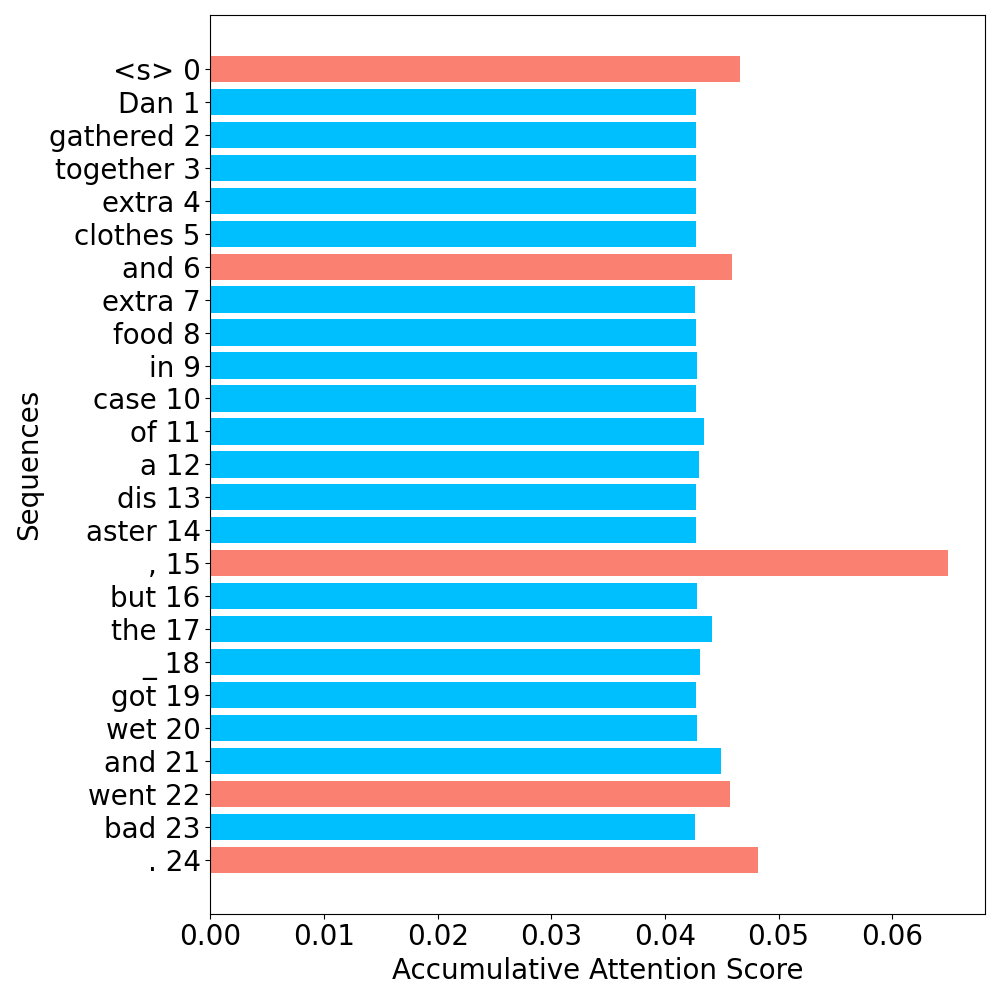 <s> 0
Dan 1
gathered 2
together 3
extra 4
clothes 5
and 6
extra 7
food 8
in 9
case 10
of 11
a 12
dis 13
aster 14
, 15
but 16
the 17
_ 18
got 19
wet 20
and 21
went 22
bad 23
. 24
Sequences
0.00 0.01 0.02 0.03 0.04 0.05 0.06
Accumulative Attention Score